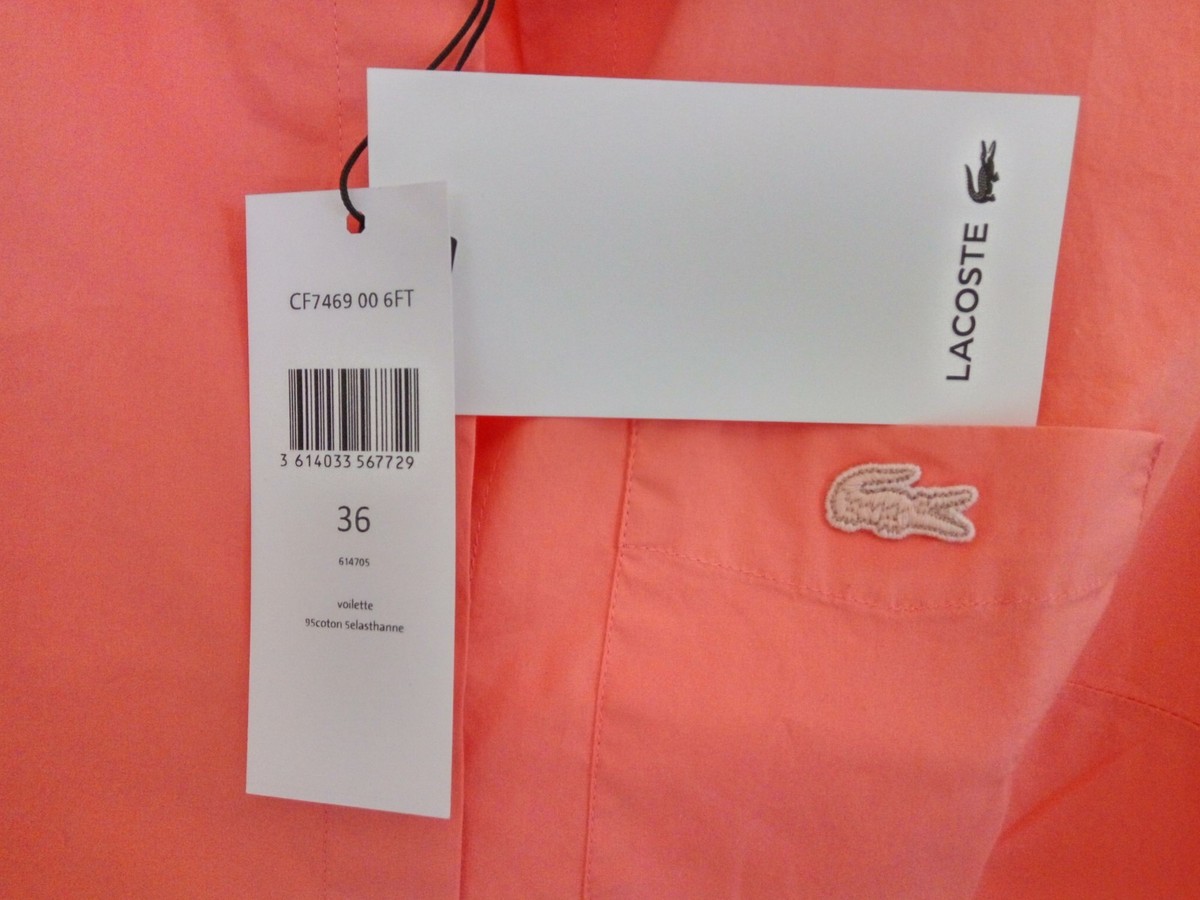 LACOSTE
CF7469 00 6FT
3 614033 567729
36
614705
voilette
95coton 5elasthanne